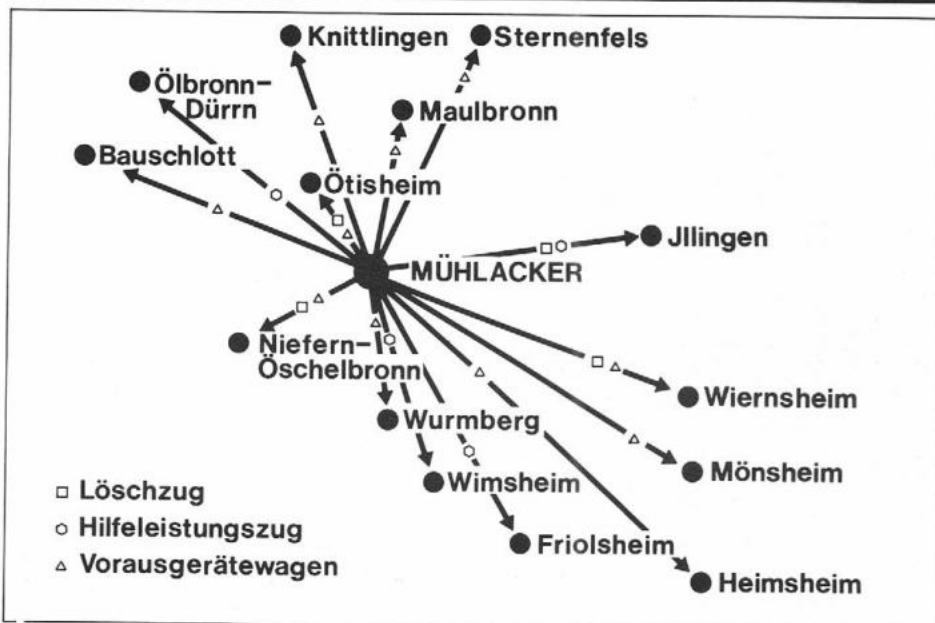 Knittlingen
Sternenfels
Ölbronn-
Dürrn
Maulbronn
Bauschlott
Ötisheim
Jllingen
MÜHLACKER
Niefern-
Öschelbronn
Wiernsheim
Wurmberg
Mönsheim
Wimsheim
Löschzug
Hilfeleistungszug
Friolsheim
Vorausgerätewagen
Heimsheim